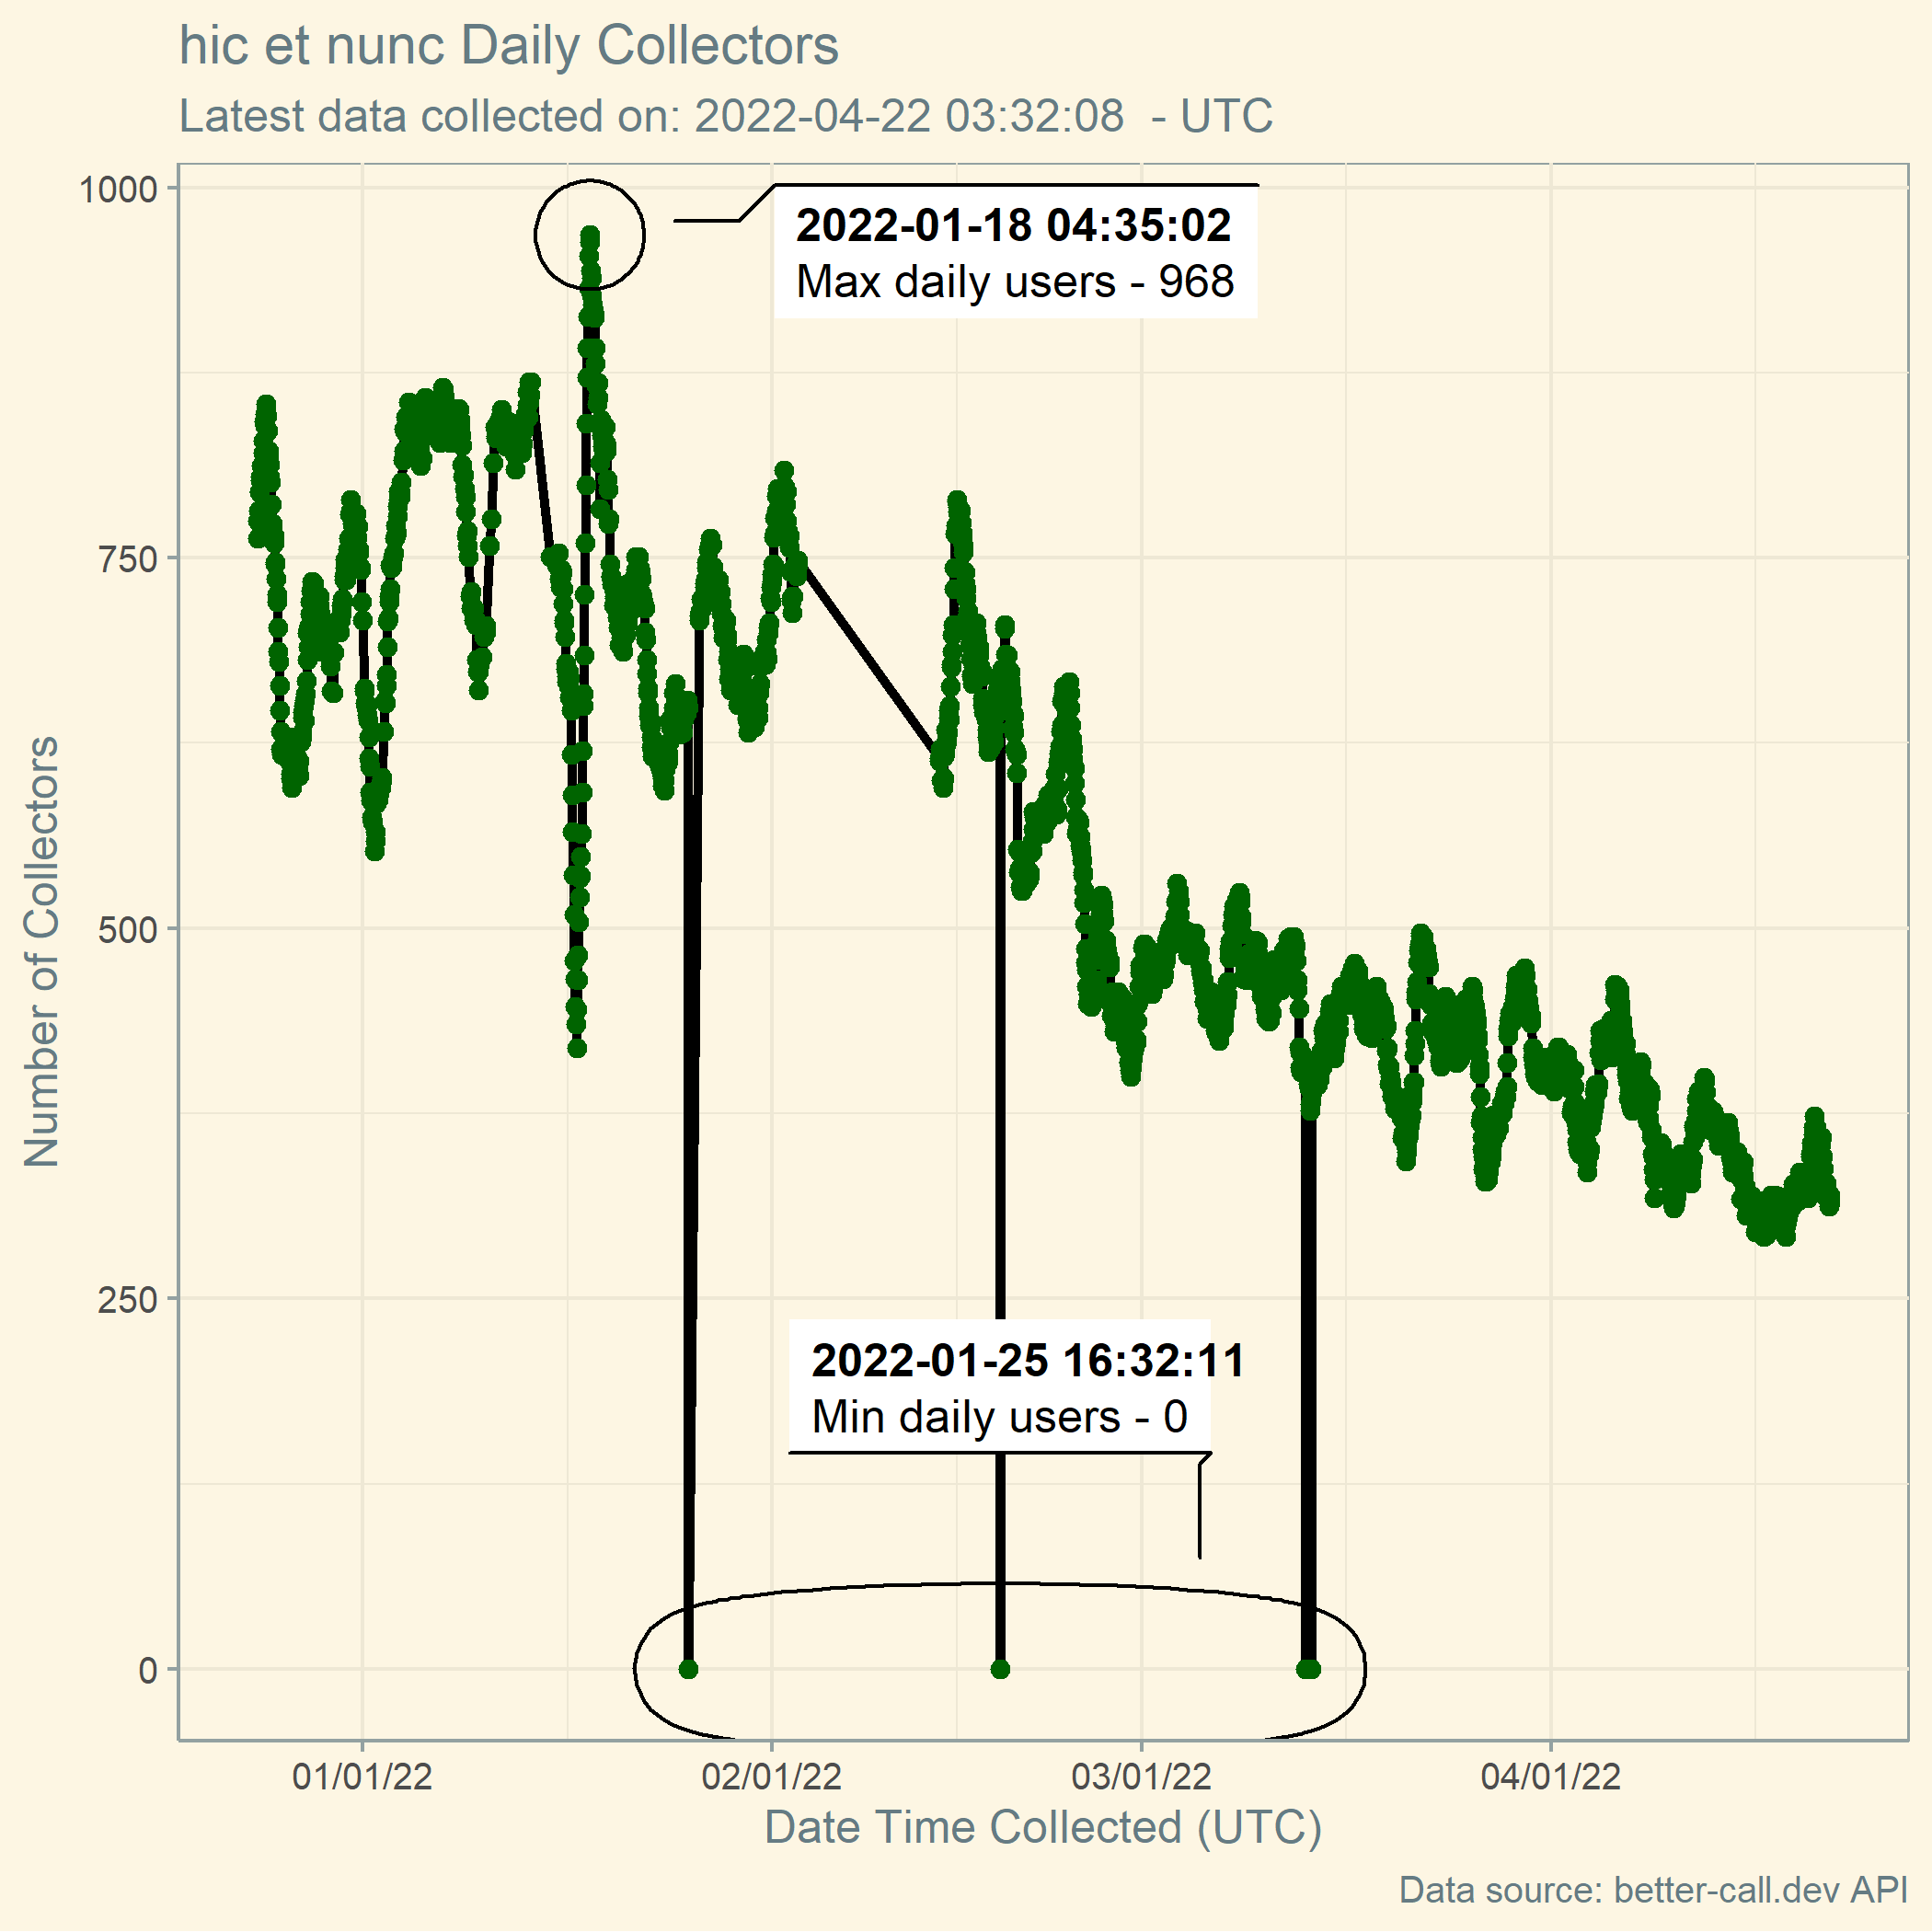 hic et nunc Daily Collectors
Latest data collected on: 2022-04-22 03:32:08  - UTC
1000
2022-01-18 04:35:02
Max daily users - 968
750
Number of Collectors
500
250
2022-01-25 16:32:11
Min daily users - 0
0
01/01/22 02/01/22 03/01/22 04/01/22
Date Time Collected (UTC)
Data source: better-call.dev API